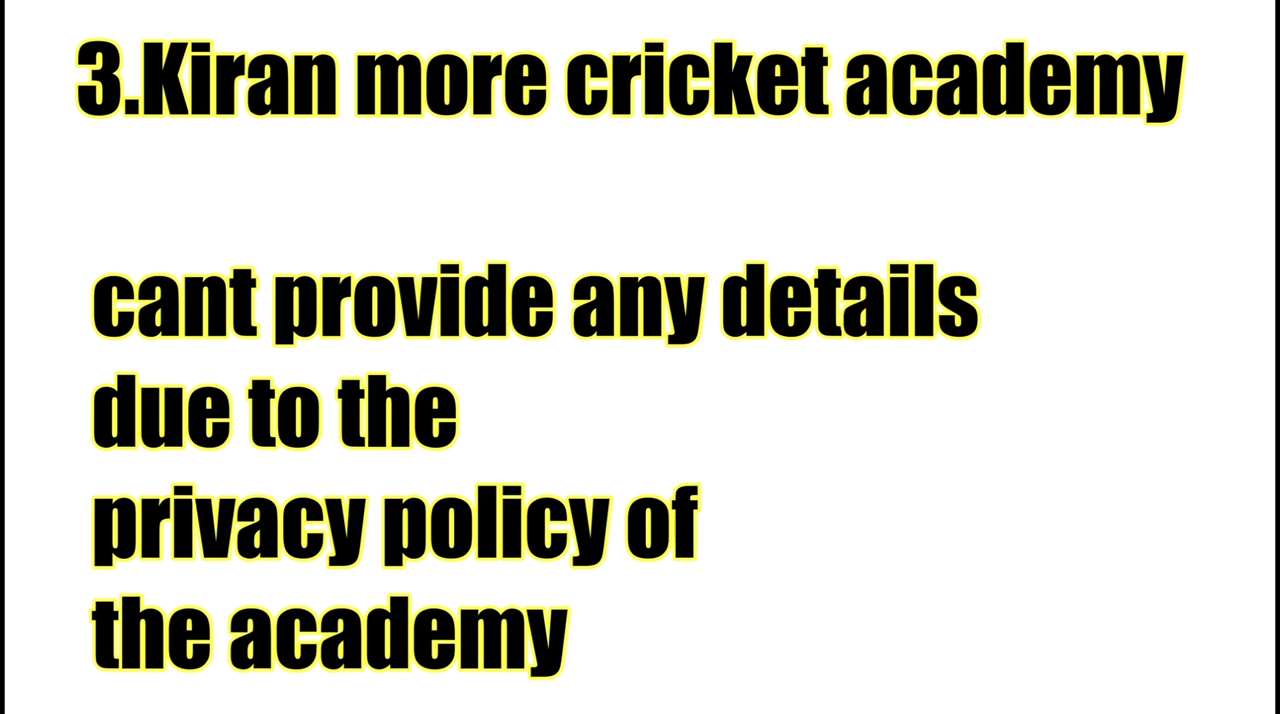 3.Kiran more cricket academy
cant provide any details
due to the
privacy policy of
the academy